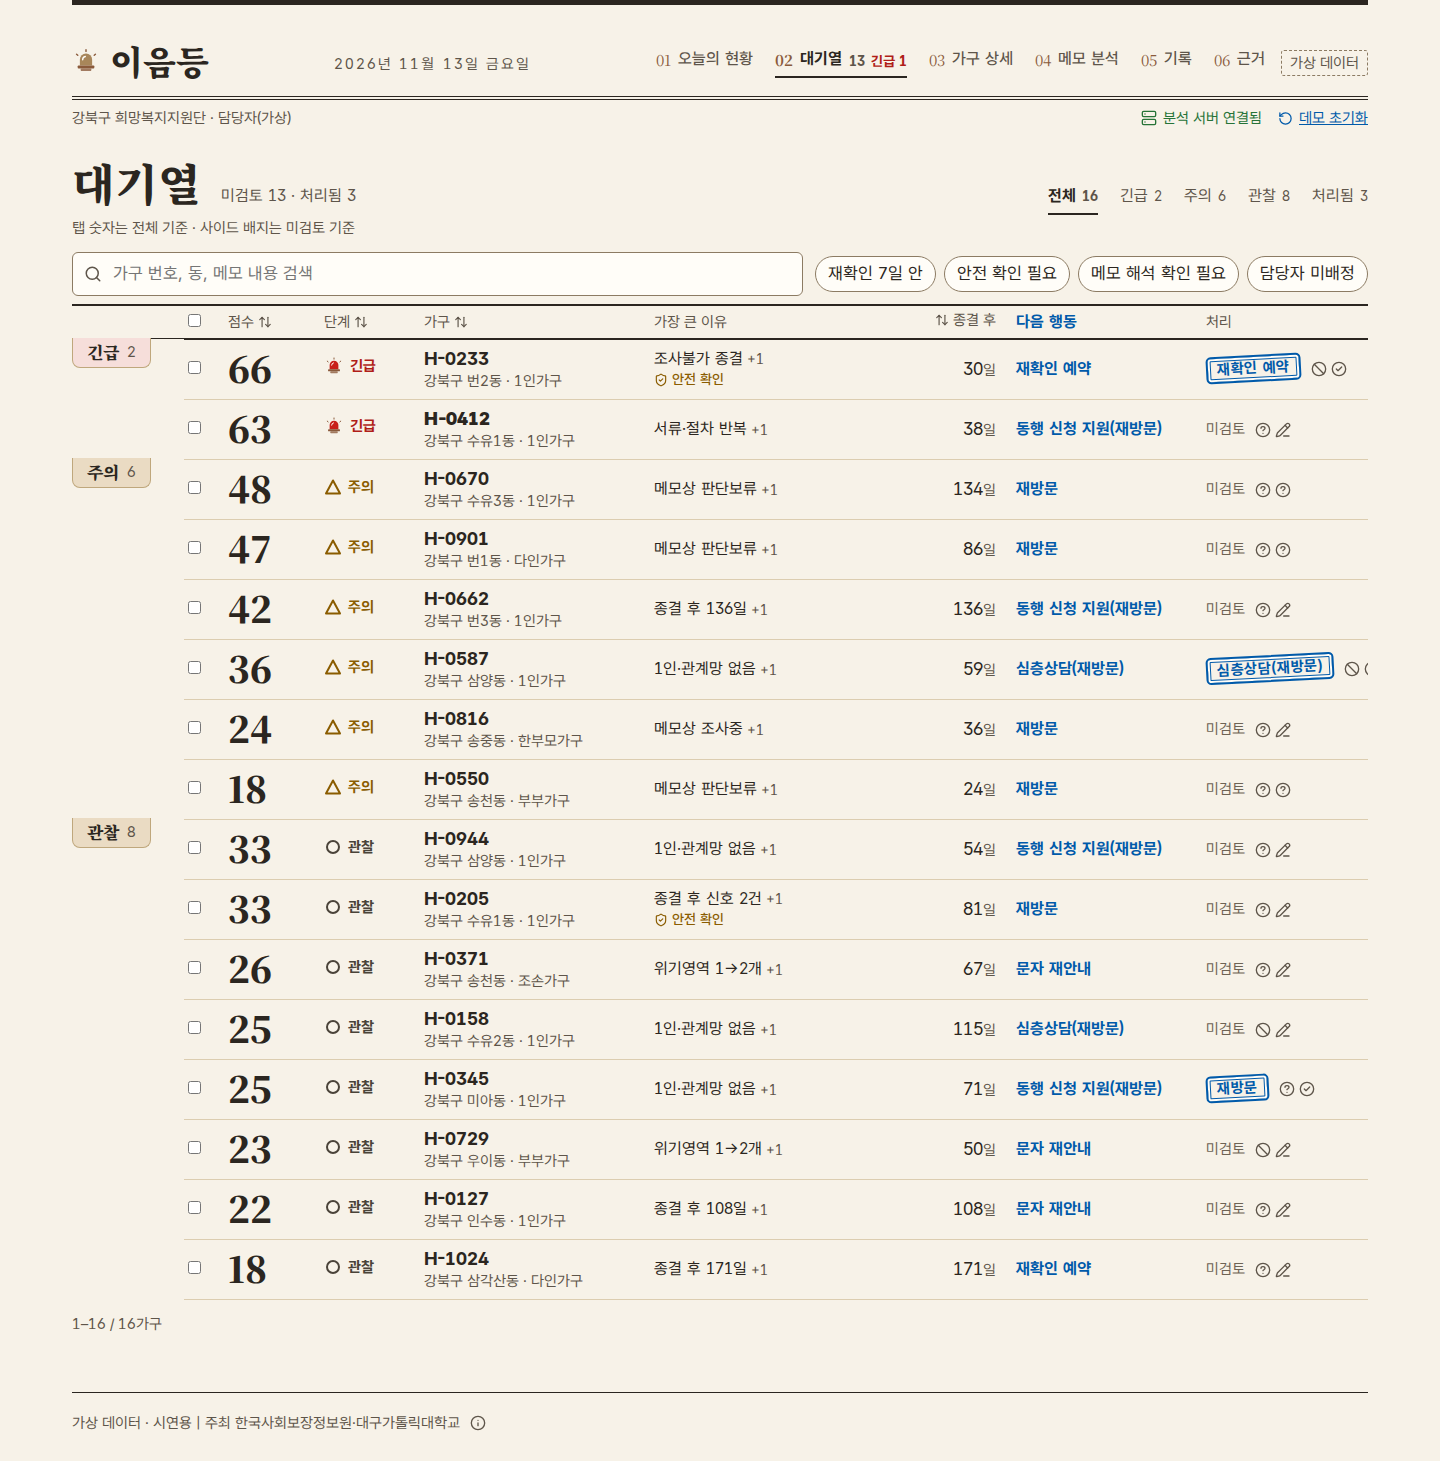 이음등
2026년 11월 13일 금요일
01 오늘의 현황
02 대기열 13 긴급 1
03 가구 상세
04 메모 분석
05 기록
06 근거
가상 데이터
강북구 희망복지지원단 · 담당자(가상)
분석 서버 연결됨
데모 초기화
대기열
미검토 13 · 처리됨 3
전체 16
긴급 2
주의 6
관찰 8
처리됨 3
탭 숫자는 전체 기준 · 사이드 배지는 미검토 기준
가구 번호, 동, 메모 내용 검색
재확인 7일 안
안전 확인 필요
메모 해석 확인 필요
담당자 미배정
점수 단계 가구 가장 큰 이유 종결 후 다음 행동 처리
긴급 2
66 긴급 H-0233 조사불가 종결 +1 30일 재확인 예약 재확인 예약
강북구 번2동 · 1인가구 안전 확인
63 긴급 H-0412 서류·절차 반복 +1 38일 동행 신청 지원(재방문) 미검토
강북구 수유1동 · 1인가구
주의 6
48 주의 H-0670 메모상 판단보류 +1 134일 재방문 미검토
강북구 수유3동 · 1인가구
47 주의 H-0901 메모상 판단보류 +1 86일 재방문 미검토
강북구 번1동 · 다인가구
42 주의 H-0662 종결 후 136일 +1 136일 동행 신청 지원(재방문) 미검토
강북구 번3동 · 1인가구
36 주의 H-0587 1인·관계망 없음 +1 59일 심층상담(재방문) 심층상담(재방문)
강북구 삼양동 · 1인가구
24 주의 H-0816 메모상 조사중 +1 36일 재방문 미검토
강북구 송중동 · 한부모가구
18 주의 H-0550 메모상 판단보류 +1 24일 재방문 미검토
강북구 송천동 · 부부가구
관찰 8
33 관찰 H-0944 1인·관계망 없음 +1 54일 동행 신청 지원(재방문) 미검토
강북구 삼양동 · 1인가구
33 관찰 H-0205 종결 후 신호 2건 +1 81일 재방문 미검토
강북구 수유1동 · 1인가구 안전 확인
26 관찰 H-0371 위기영역 1→2개 +1 67일 문자 재안내 미검토
강북구 송천동 · 조손가구
25 관찰 H-0158 1인·관계망 없음 +1 115일 심층상담(재방문) 미검토
강북구 수유2동 · 1인가구
25 관찰 H-0345 1인·관계망 없음 +1 71일 동행 신청 지원(재방문) 재방문
강북구 미아동 · 1인가구
23 관찰 H-0729 위기영역 1→2개 +1 50일 문자 재안내 미검토
강북구 우이동 · 부부가구
22 관찰 H-0127 종결 후 108일 +1 108일 문자 재안내 미검토
강북구 인수동 · 1인가구
18 관찰 H-1024 종결 후 171일 +1 171일 재확인 예약 미검토
강북구 삼각산동 · 다인가구
1–16 / 16가구
가상 데이터 · 시연용 | 주최 한국사회보장정보원·대구가톨릭대학교